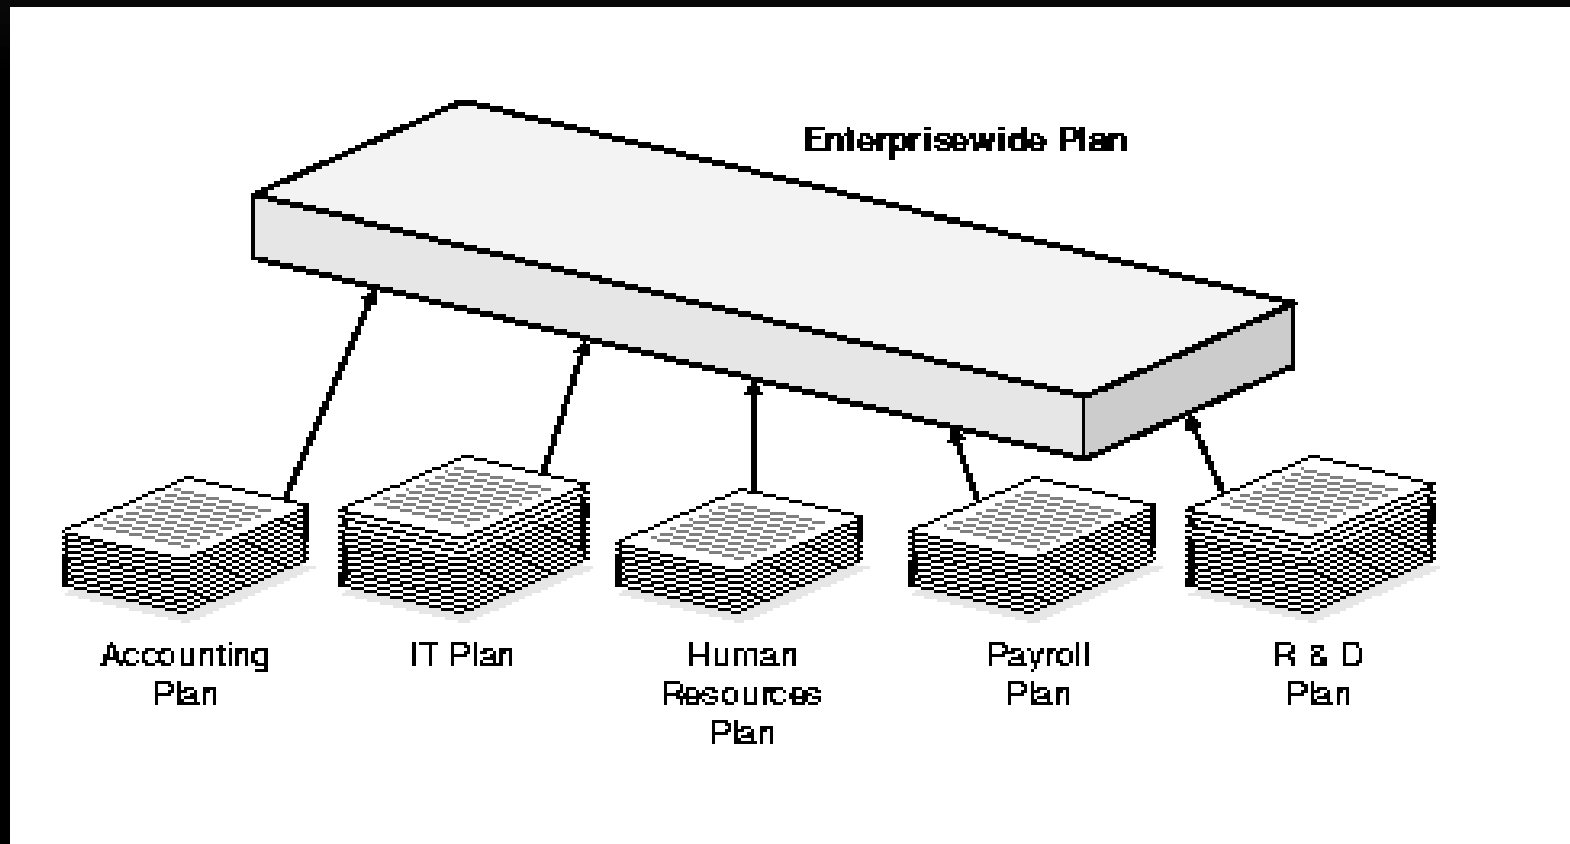 Enterprisewide Plan
Accounting
Plan
IT Plan
Human
Resources
Plan
Payroll
Plan
R & D
Plan